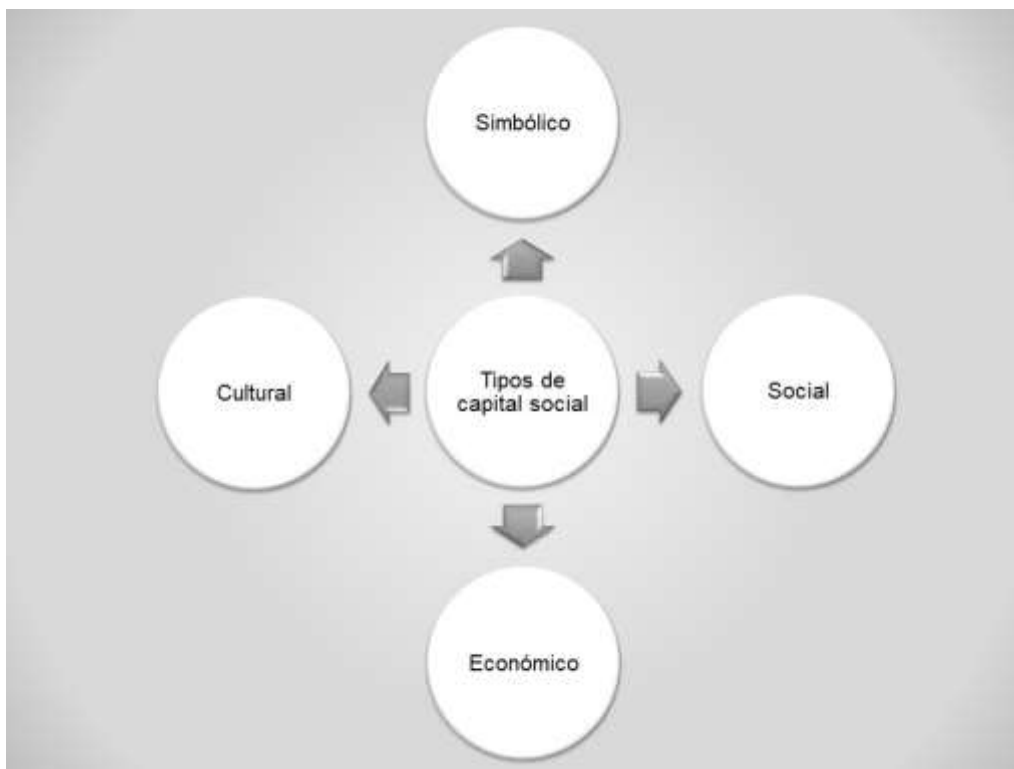 Simbólico
Cultural
Tipos de
capital social
Social
Económico